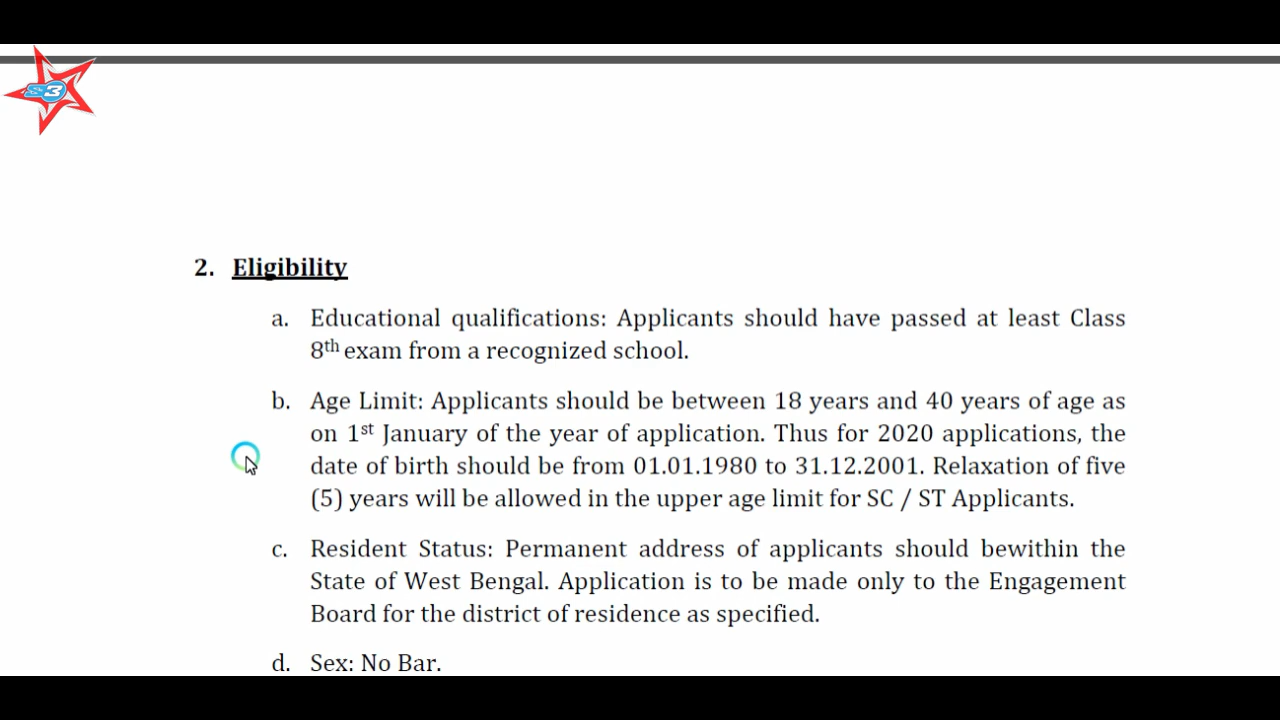 S3
2. Eligibility
a. Educational qualifications: Applicants should have passed at least Class
8th exam from a recognized school.
b. Age Limit: Applicants should be between 18 years and 40 years of age as
on 1st January of the year of application. Thus for 2020 applications, the
date of birth should be from 01.01.1980 to 31.12.2001. Relaxation of five
(5) years will be allowed in the upper age limit for SC / ST Applicants.
c. Resident Status: Permanent address of applicants should bewithin the
State of West Bengal. Application is to be made only to the Engagement
Board for the district of residence as specified.
d. Sex: No Bar.